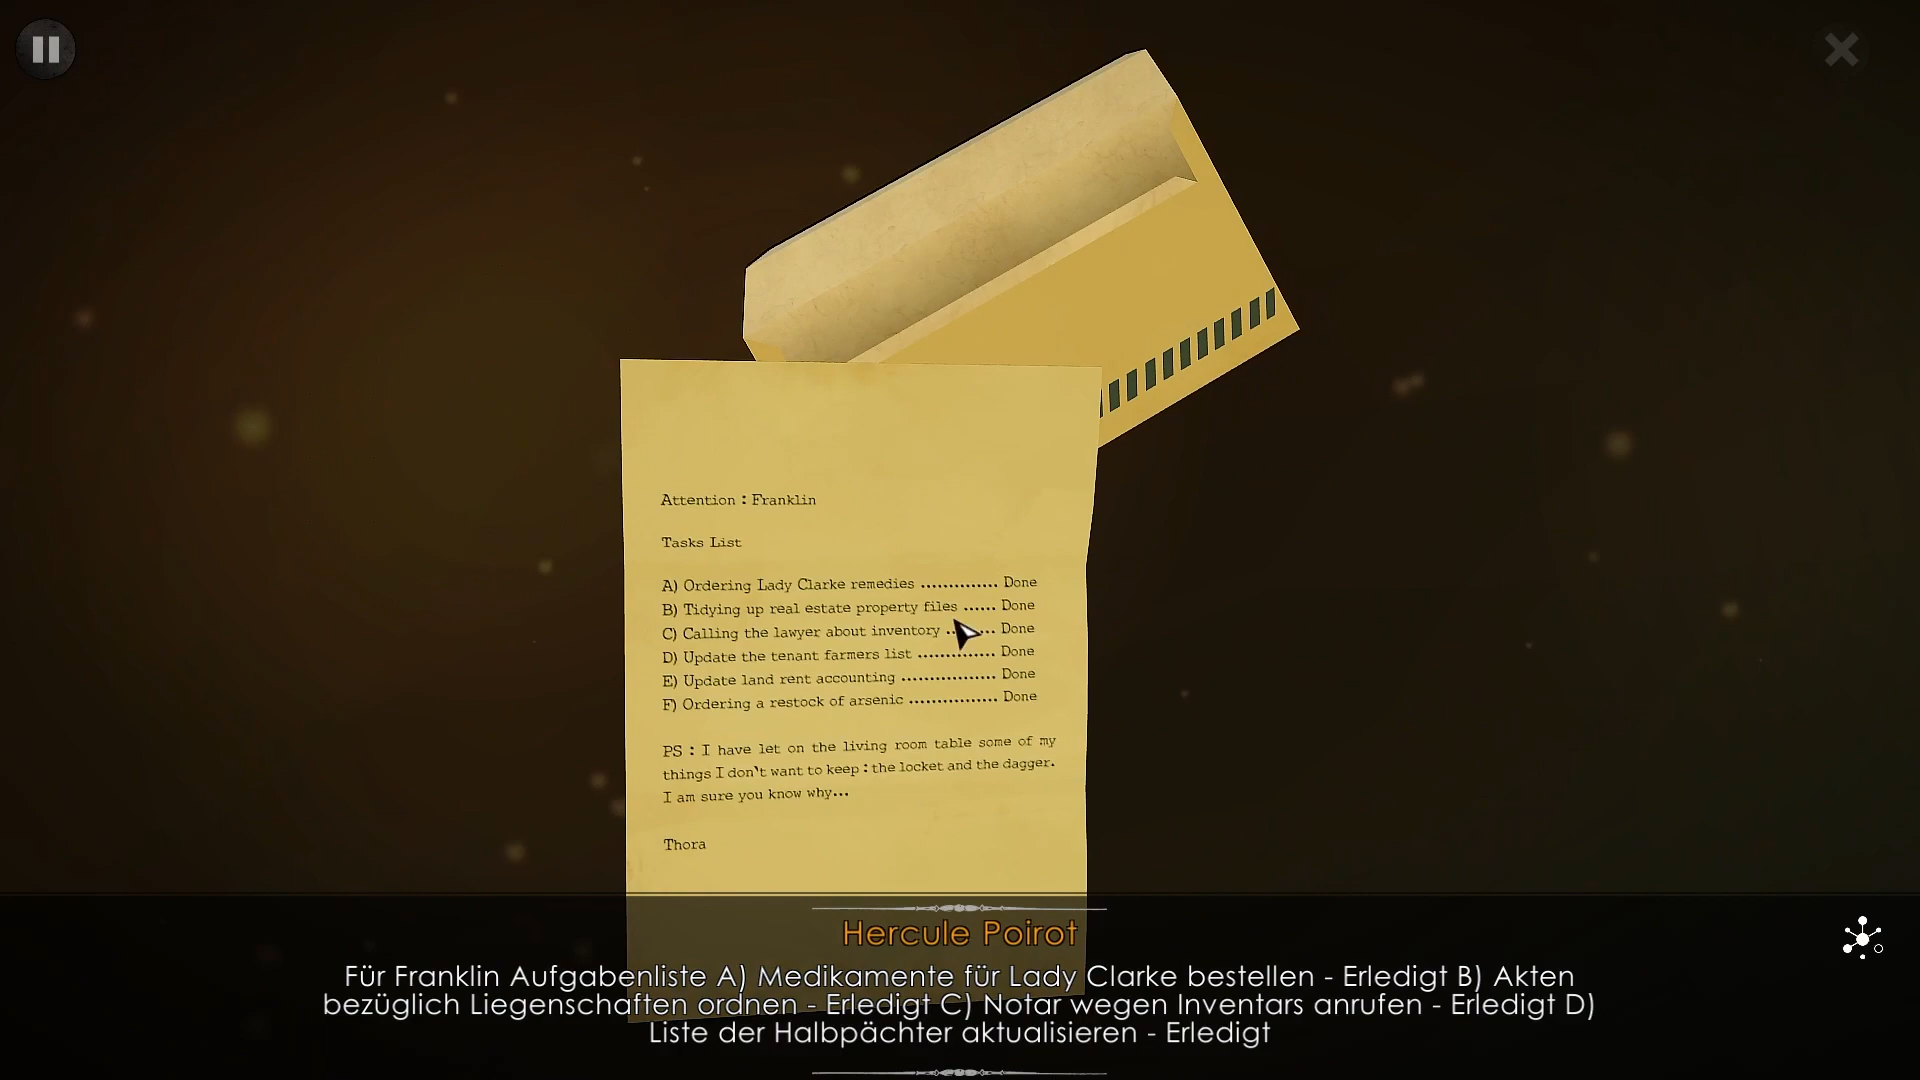 Attention : Franklin
Tasks List
A) Ordering Lady Clarke remedies .............. Done
B) Tidying up real estate property files ...... Done
C) Calling the lawyer about inventory ......... Done
D) Update the tenant farmers list .............. Done
E) Update land rent accounting ................. Done
F) Ordering a restock of arsenic ................ Done
PS : I have let on the living room table some of my
things I don't want to keep : the locket and the dagger.
I am sure you know why...
Thora
Hercule Poirot
Für Franklin Aufgabenliste A) Medikamente für Lady Clarke bestellen - Erledigt B) Akten
bezüglich Liegenschaften ordnen - Erledigt C) Notar wegen Inventars anrufen - Erledigt D)
Liste der Halbpächter aktualisieren - Erledigt